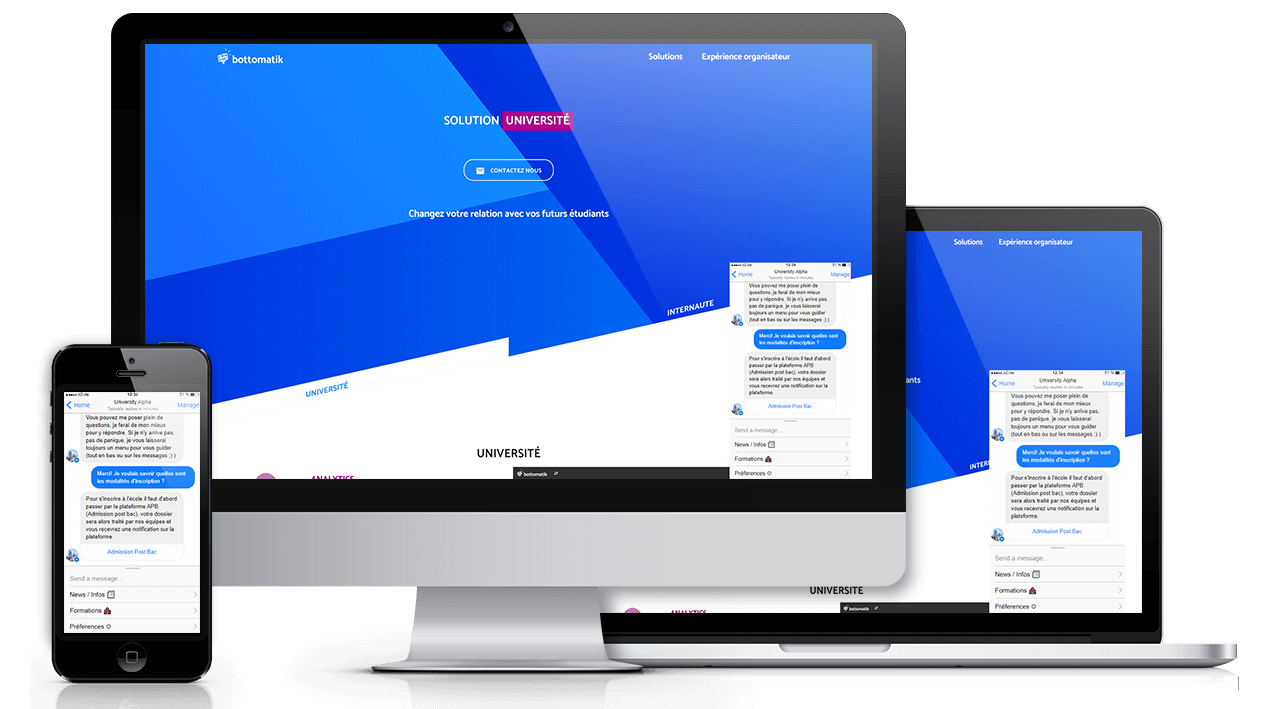 bottomatik
Solutions Expérience organisateur
SOLUTION UNIVERSITÉ
CONTACTEZ NOUS
Changez votre relation avec vos futurs étudiants
INTERNAUTE
UNIVERSITÉ
UNIVERSITÉ
ANALYTICS
bottomatik
12:34 51 %
Home University Alpha Manage
Typically replies in minutes
Vous pouvez me poser plein de
questions, je ferai de mon mieux
pour y répondre. Si je n'y arrive pas,
pas de panique, je vous laisserai
toujours un menu pour vous guider
(tout en bas ou sur les messages ;) )
Merci! Je voulais savoir quelles sont
les modalités d'inscription ?
Pour s'inscrire à l'école il faut d'abord
passer par la plateforme APB
(Admission post bac), votre dossier
sera alors traité par nos équipes et
vous recevrez une notification sur la
plateforme.
Admission Post Bac
Send a message...
News / Infos
Formations
Préferences
Solutions Expérience organisateur
INTER
UNIVERSITÉ
ANALYTICS
bottomatik
12:34 51 %
Home University Alpha Manage
Typically replies in minutes
Vous pouvez me poser plein de
questions, je ferai de mon mieux
pour y répondre. Si je n'y arrive pas,
pas de panique, je vous laisserai
toujours un menu pour vous guider
(tout en bas ou sur les messages ;) )
Merci! Je voulais savoir quelles sont
les modalités d'inscription ?
Pour s'inscrire à l'école il faut d'abord
passer par la plateforme APB
(Admission post bac), votre dossier
sera alors traité par nos équipes et
vous recevrez une notification sur la
plateforme.
Admission Post Bac
Send a message...
News / Infos
Formations
Préferences
12:34 51 %
Home University Alpha Manage
Typically replies in minutes
Vous pouvez me poser plein de
questions, je ferai de mon mieux
pour y répondre. Si je n'y arrive pas,
pas de panique, je vous laisserai
toujours un menu pour vous guider
(tout en bas ou sur les messages ;) )
Merci! Je voulais savoir quelles sont
les modalités d'inscription ?
Pour s'inscrire à l'école il faut d'abord
passer par la plateforme APB
(Admission post bac), votre dossier
sera alors traité par nos équipes et
vous recevrez une notification sur la
plateforme.
Admission Post Bac
Send a message...
News / Infos
Formations
Préferences